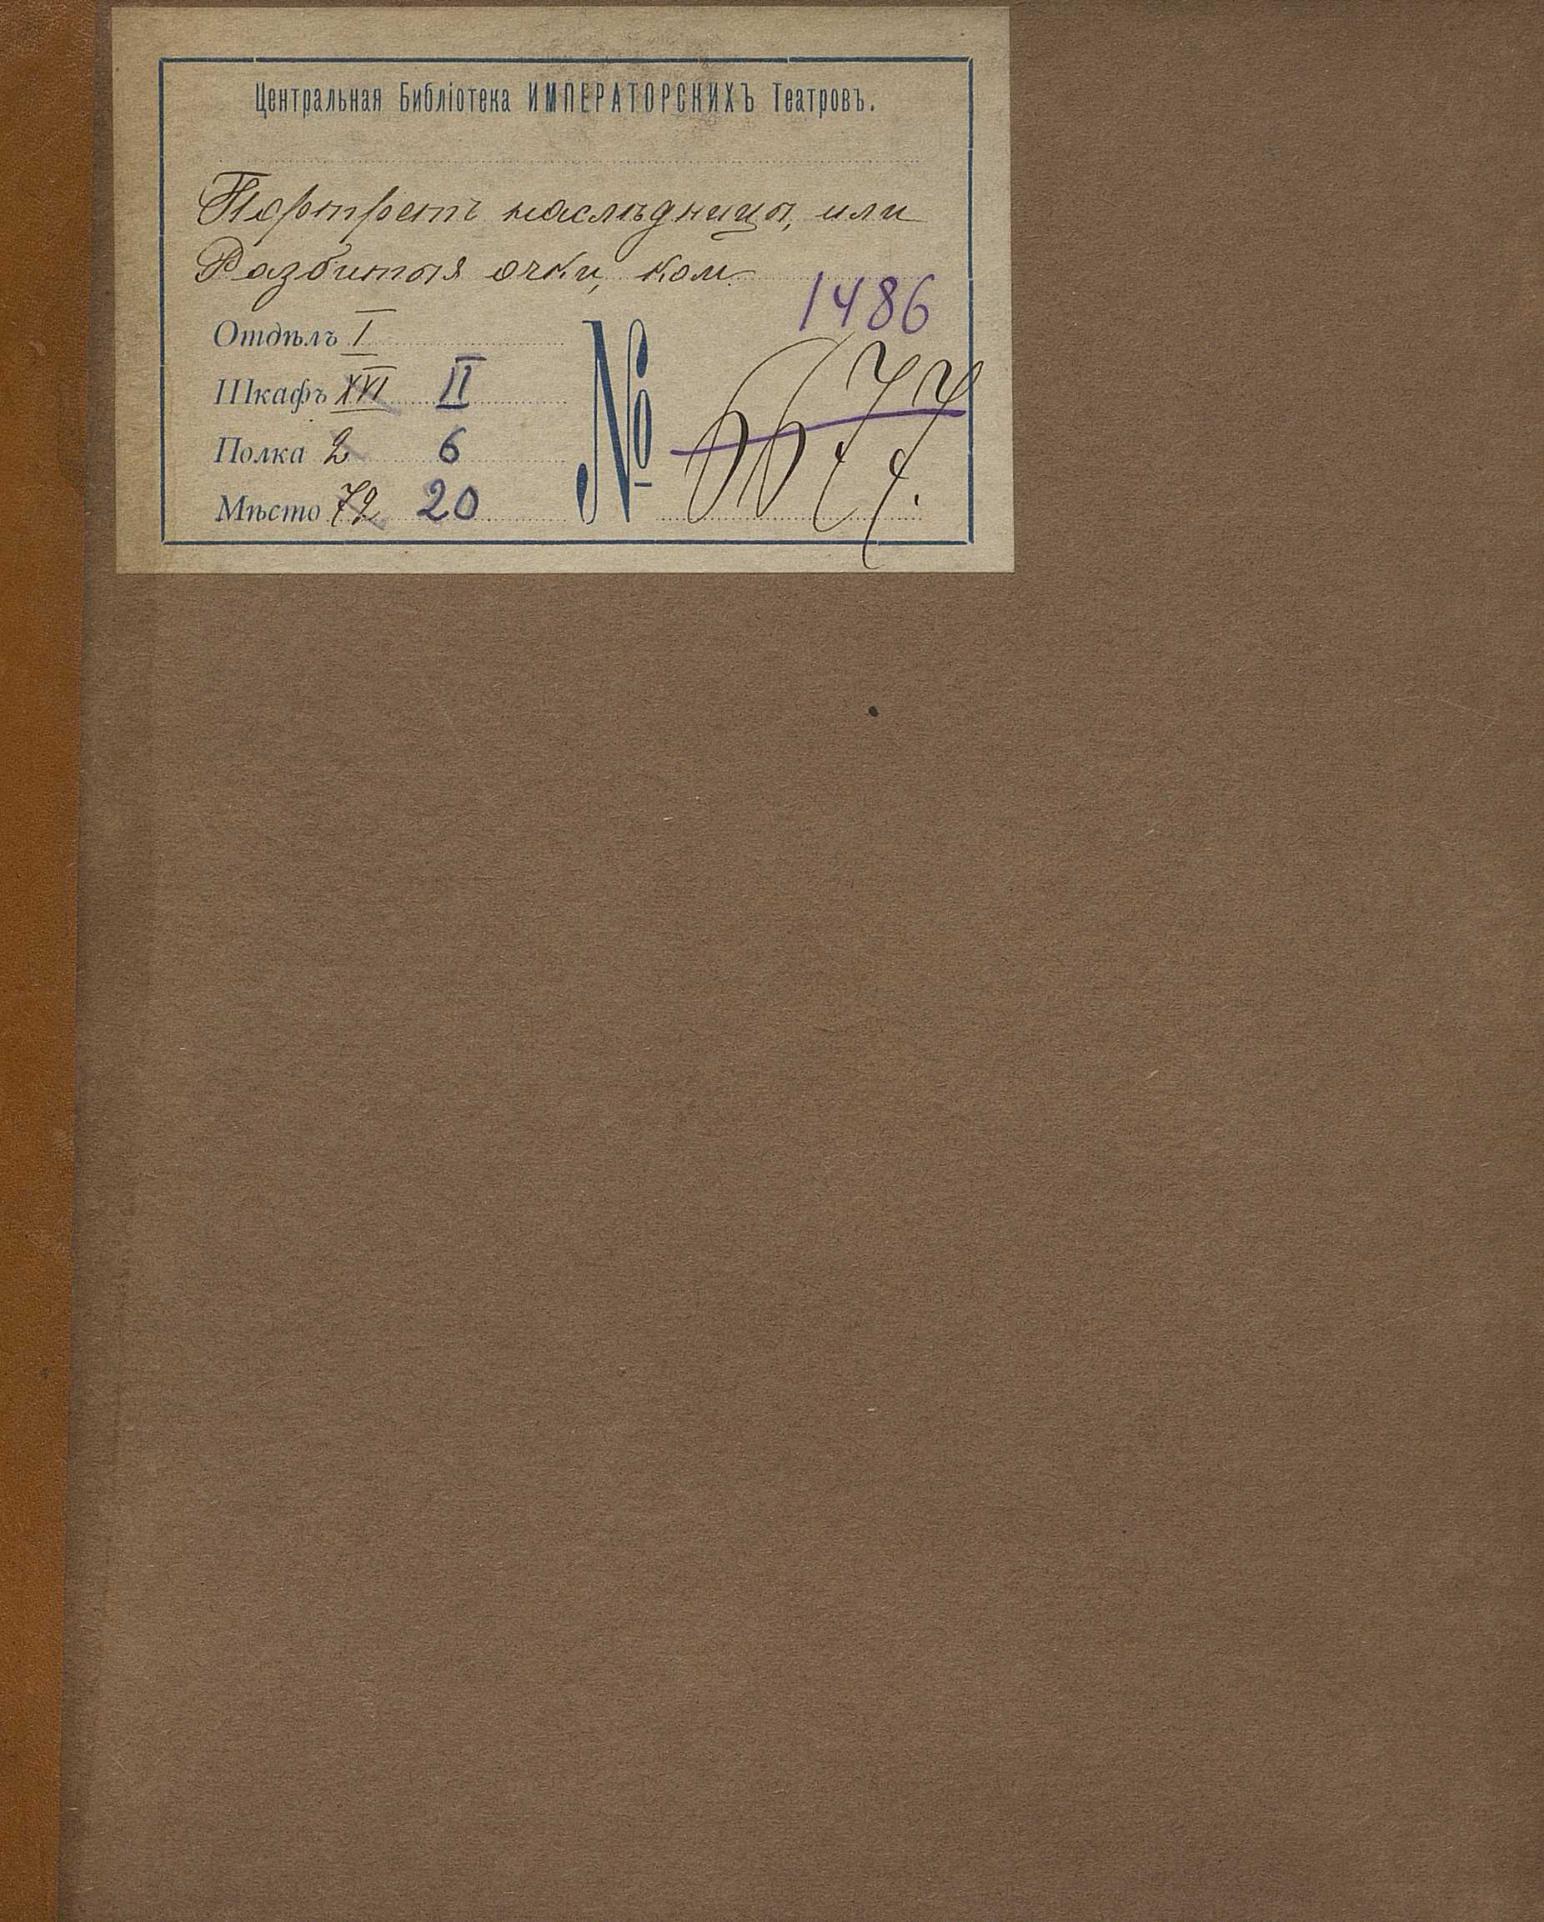 Центральная Библіотека ИМПЕРАТОРСКИХЪ Театровъ.
Портретъ наслѣдницы, или
Разбитыя очки, ком.
1486
Отдѣлъ I
Шкафъ XVI II
Полка 2 6
Мѣсто 72 20
№ 6677.